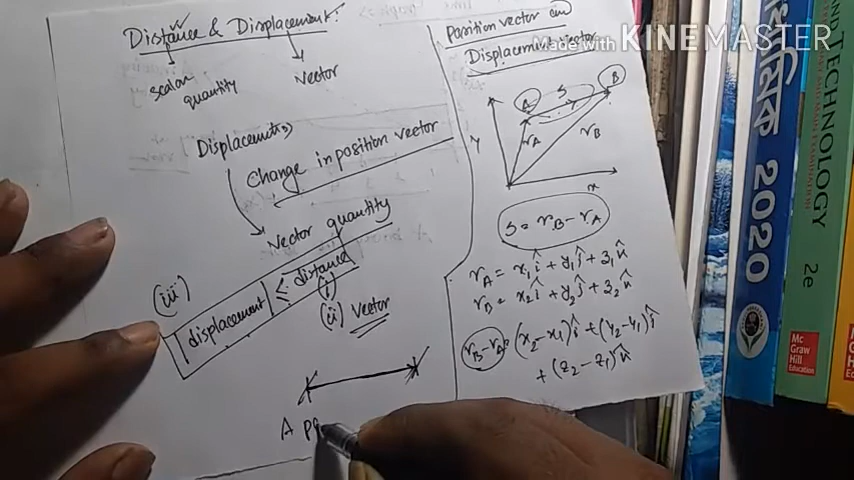 Distance & Displacement:
scalar quantity
Vector
Displacement
Change in position vector
Vector quantity
(iii) |displacement| ≤ distance
(i)
(ii) Vector
A
Position vector and
Displacement vector
Made with KINEMASTER
A S B
Y rA rB
x
S = rB - rA
rA = x₁î + y₁ĵ + z₁k̂
rB = x₂î + y₂ĵ + z₂k̂
rB - rA = (x₂ - x₁)î + (y₂ - y₁)ĵ
+ (z₂ - z₁)k̂
2020
AND TECHNOLOGY
2e
Mc
Graw
Hill
Education